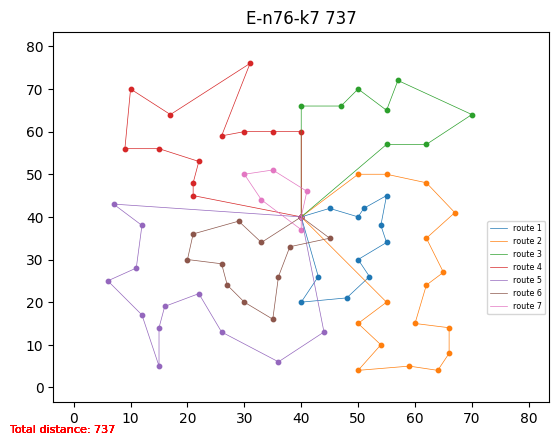 E-n76-k7 737
80
70
60
50
40
30
20
10
0
route 1
route 2
route 3
route 4
route 5
route 6
route 7
0 10 20 30 40 50 60 70 80
Total distance: 737